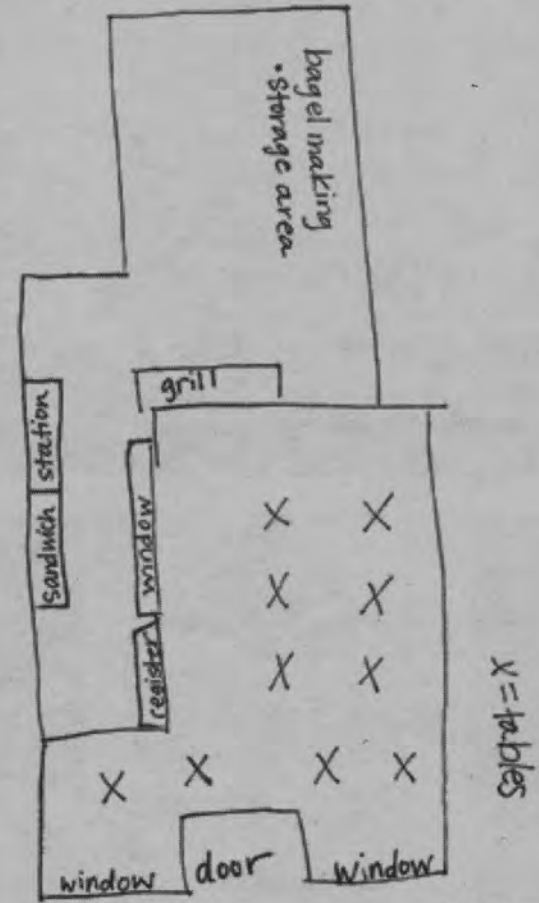 bagel making
• storage area
grill
sandwich
station
window
register
X = tables
X X
X X
X X
X X X X
window
door
window